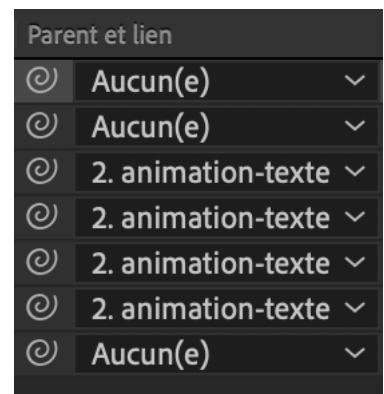 Parent et lien
Aucun(e)
Aucun(e)
2. animation-texte
2. animation-texte
2. animation-texte
2. animation-texte
Aucun(e)